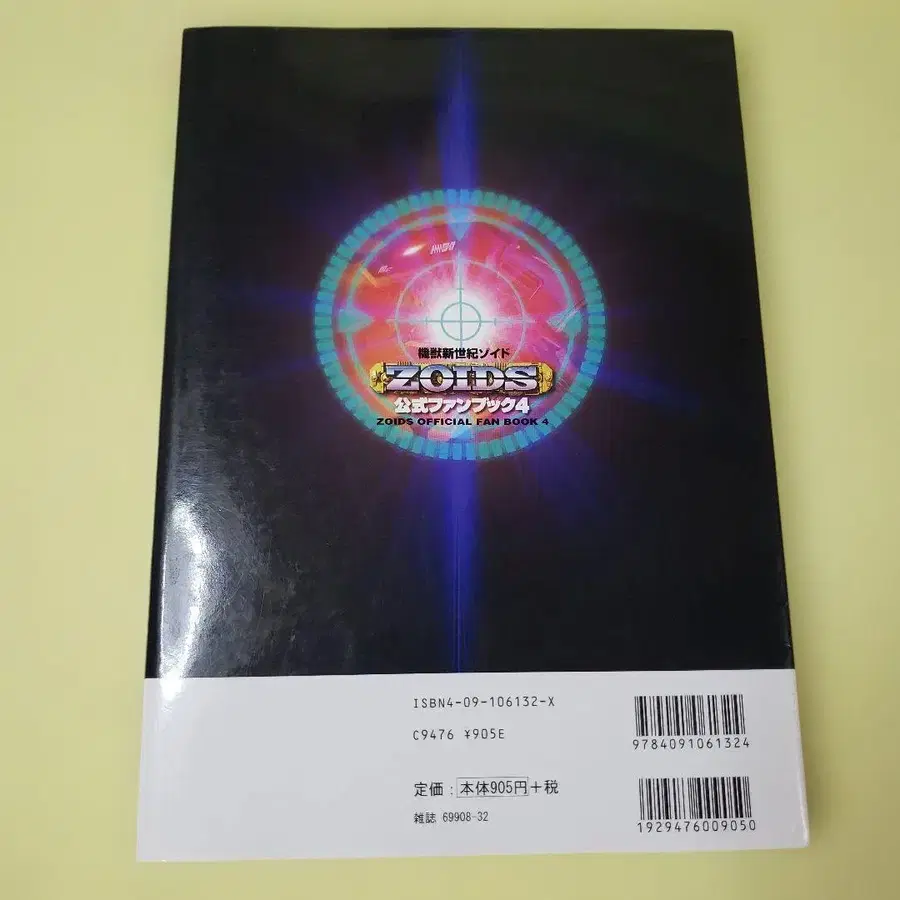 機獣新世紀ゾイド
ZOIDS
公式ファンブック4
ZOIDS OFFICIAL FAN BOOK 4
ISBN4-09-106132-X
C9476 ¥905E
定価：本体905円+税
雑誌 69908-32
9784091061324
1929476009050